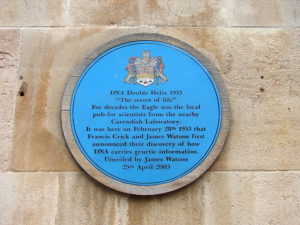 DNA Double Helix 1953
"The secret of life"
For decades the Eagle was the local
pub for scientists from the nearby
Cavendish Laboratory.
It was here on February 28th 1953 that
Francis Crick and James Watson first
announced their discovery of how
DNA carries genetic information.
Unveiled by James Watson
25th April 2003